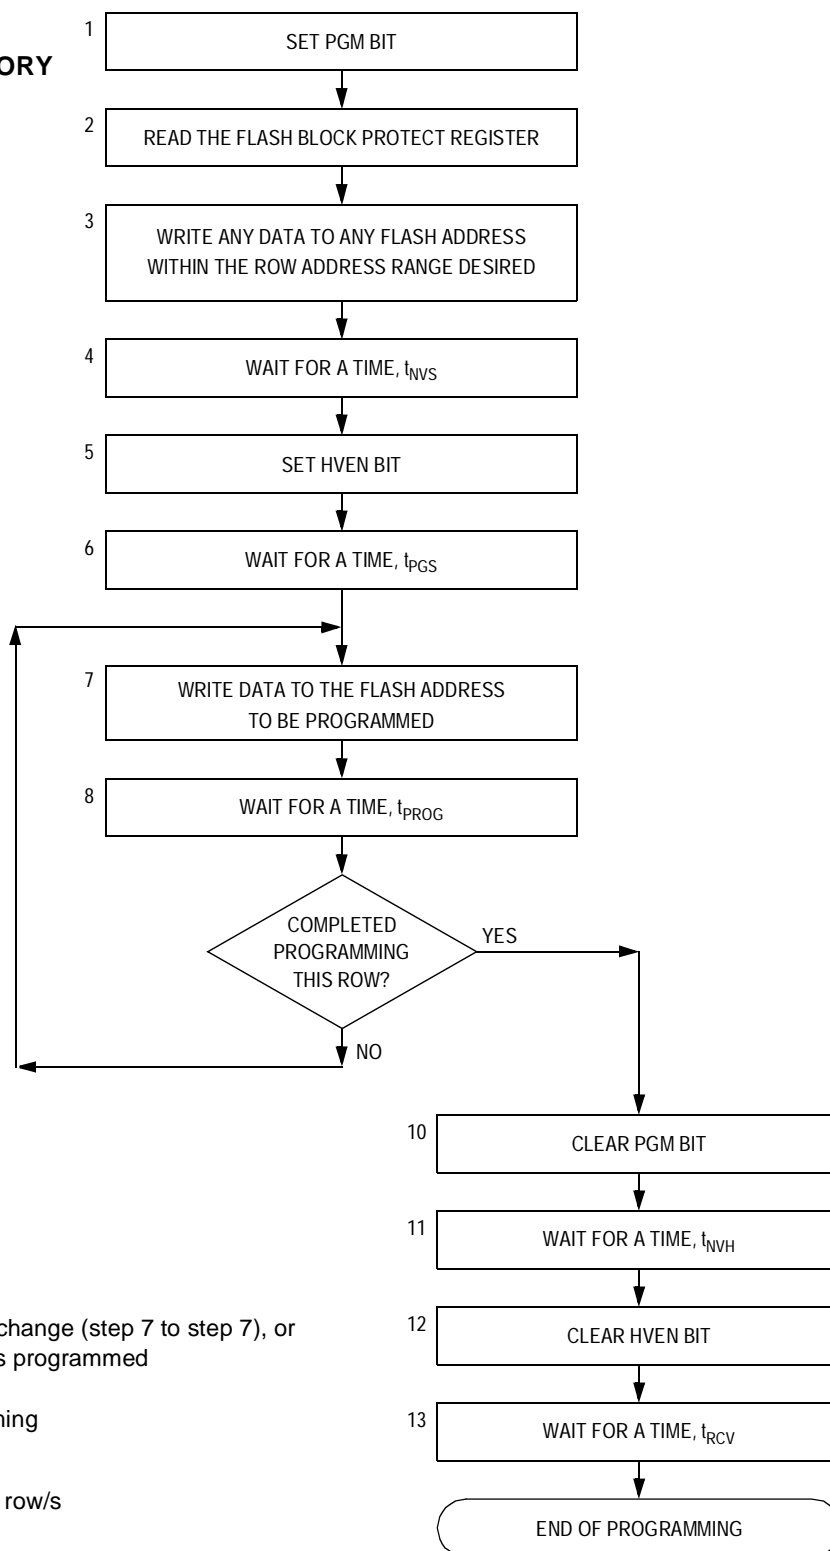 ORY
1
SET PGM BIT
2
READ THE FLASH BLOCK PROTECT REGISTER
3
WRITE ANY DATA TO ANY FLASH ADDRESS
WITHIN THE ROW ADDRESS RANGE DESIRED
4
WAIT FOR A TIME, tNVS
5
SET HVEN BIT
6
WAIT FOR A TIME, tPGS
7
WRITE DATA TO THE FLASH ADDRESS
TO BE PROGRAMMED
8
WAIT FOR A TIME, tPROG
COMPLETED
PROGRAMMING
THIS ROW?
YES
NO
10
CLEAR PGM BIT
11
WAIT FOR A TIME, tNVH
12
CLEAR HVEN BIT
13
WAIT FOR A TIME, tRCV
END OF PROGRAMMING
change (step 7 to step 7), or
s programmed
ning
row/s